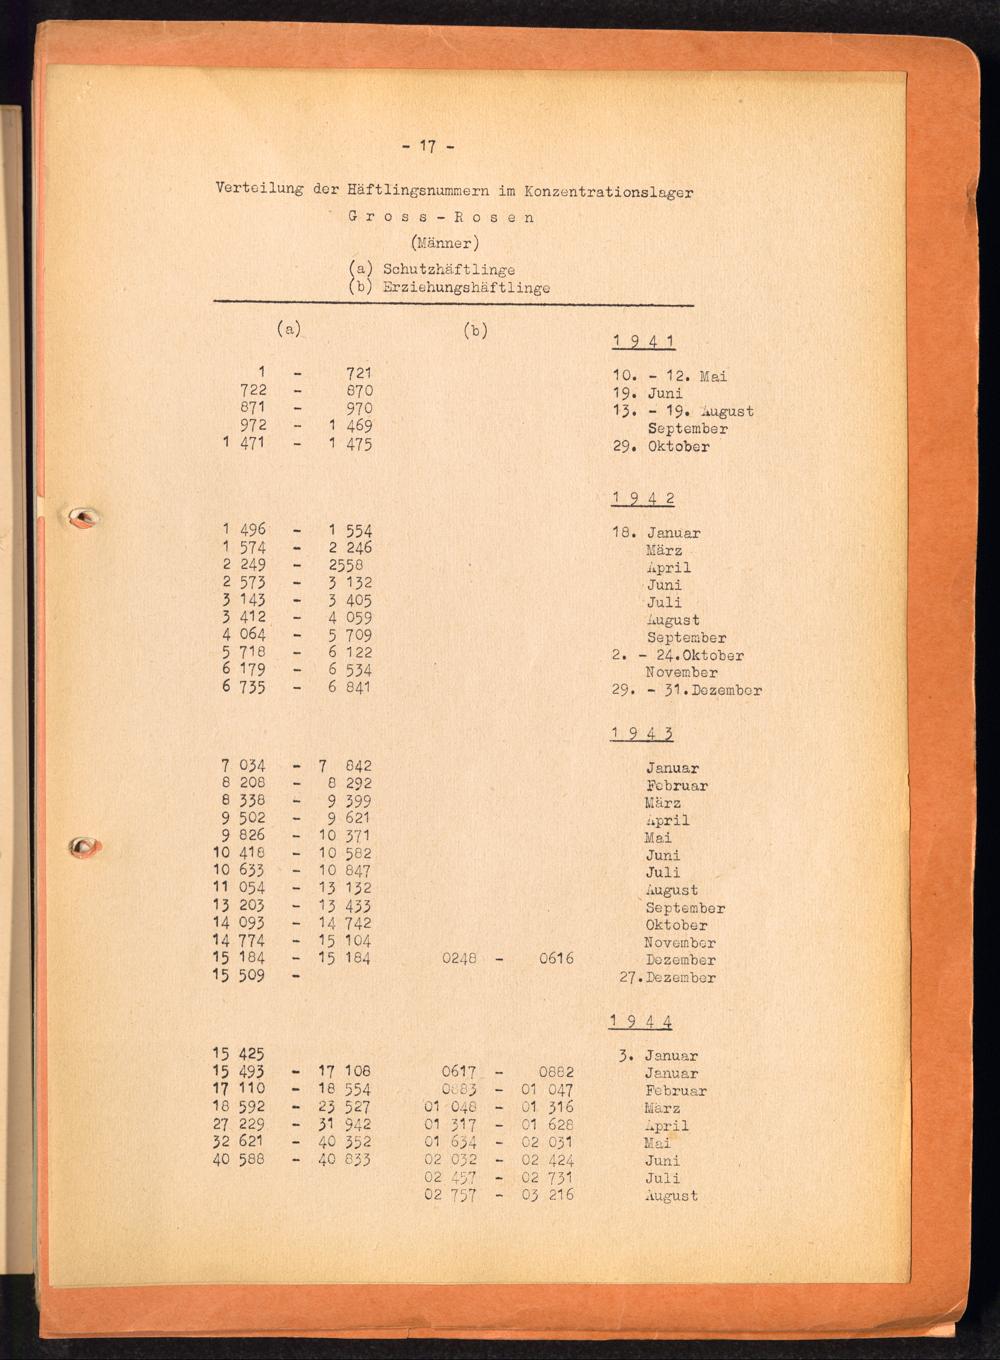 - 17 -
Verteilung der Häftlingsnummern im Konzentrationslager
G r o s s - R o s e n
(Männer)
(a) Schutzhäftlinge
(b) Erziehungshäftlinge
(a) (b) 1 9 4 1
1 - 721 10. - 12. Mai
722 - 870 19. Juni
871 - 970 13. - 19. August
972 - 1 469 September
1 471 - 1 475 29. Oktober
1 9 4 2
1 496 - 1 554 18. Januar
1 574 - 2 246 März
2 249 - 2558 April
2 573 - 3 132 Juni
3 143 - 3 405 Juli
3 412 - 4 059 August
4 064 - 5 709 September
5 718 - 6 122 2. - 24.Oktober
6 179 - 6 534 November
6 735 - 6 841 29. - 31.Dezember
1 9 4 3
7 034 - 7 842 Januar
8 208 - 8 292 Februar
8 338 - 9 399 März
9 502 - 9 621 April
9 826 - 10 371 Mai
10 418 - 10 582 Juni
10 633 - 10 847 Juli
11 054 - 13 132 August
13 203 - 13 433 September
14 093 - 14 742 Oktober
14 774 - 15 104 November
15 184 - 15 184 0248 - 0616 Dezember
15 509 - 27.Dezember
1 9 4 4
15 425 3. Januar
15 493 - 17 108 0617 - 0882 Januar
17 110 - 18 554 0883 - 01 047 Februar
18 592 - 23 527 01 048 - 01 316 März
27 229 - 31 942 01 317 - 01 628 April
32 621 - 40 352 01 634 - 02 031 Mai
40 588 - 40 833 02 032 - 02 424 Juni
02 457 - 02 731 Juli
02 757 - 03 216 August